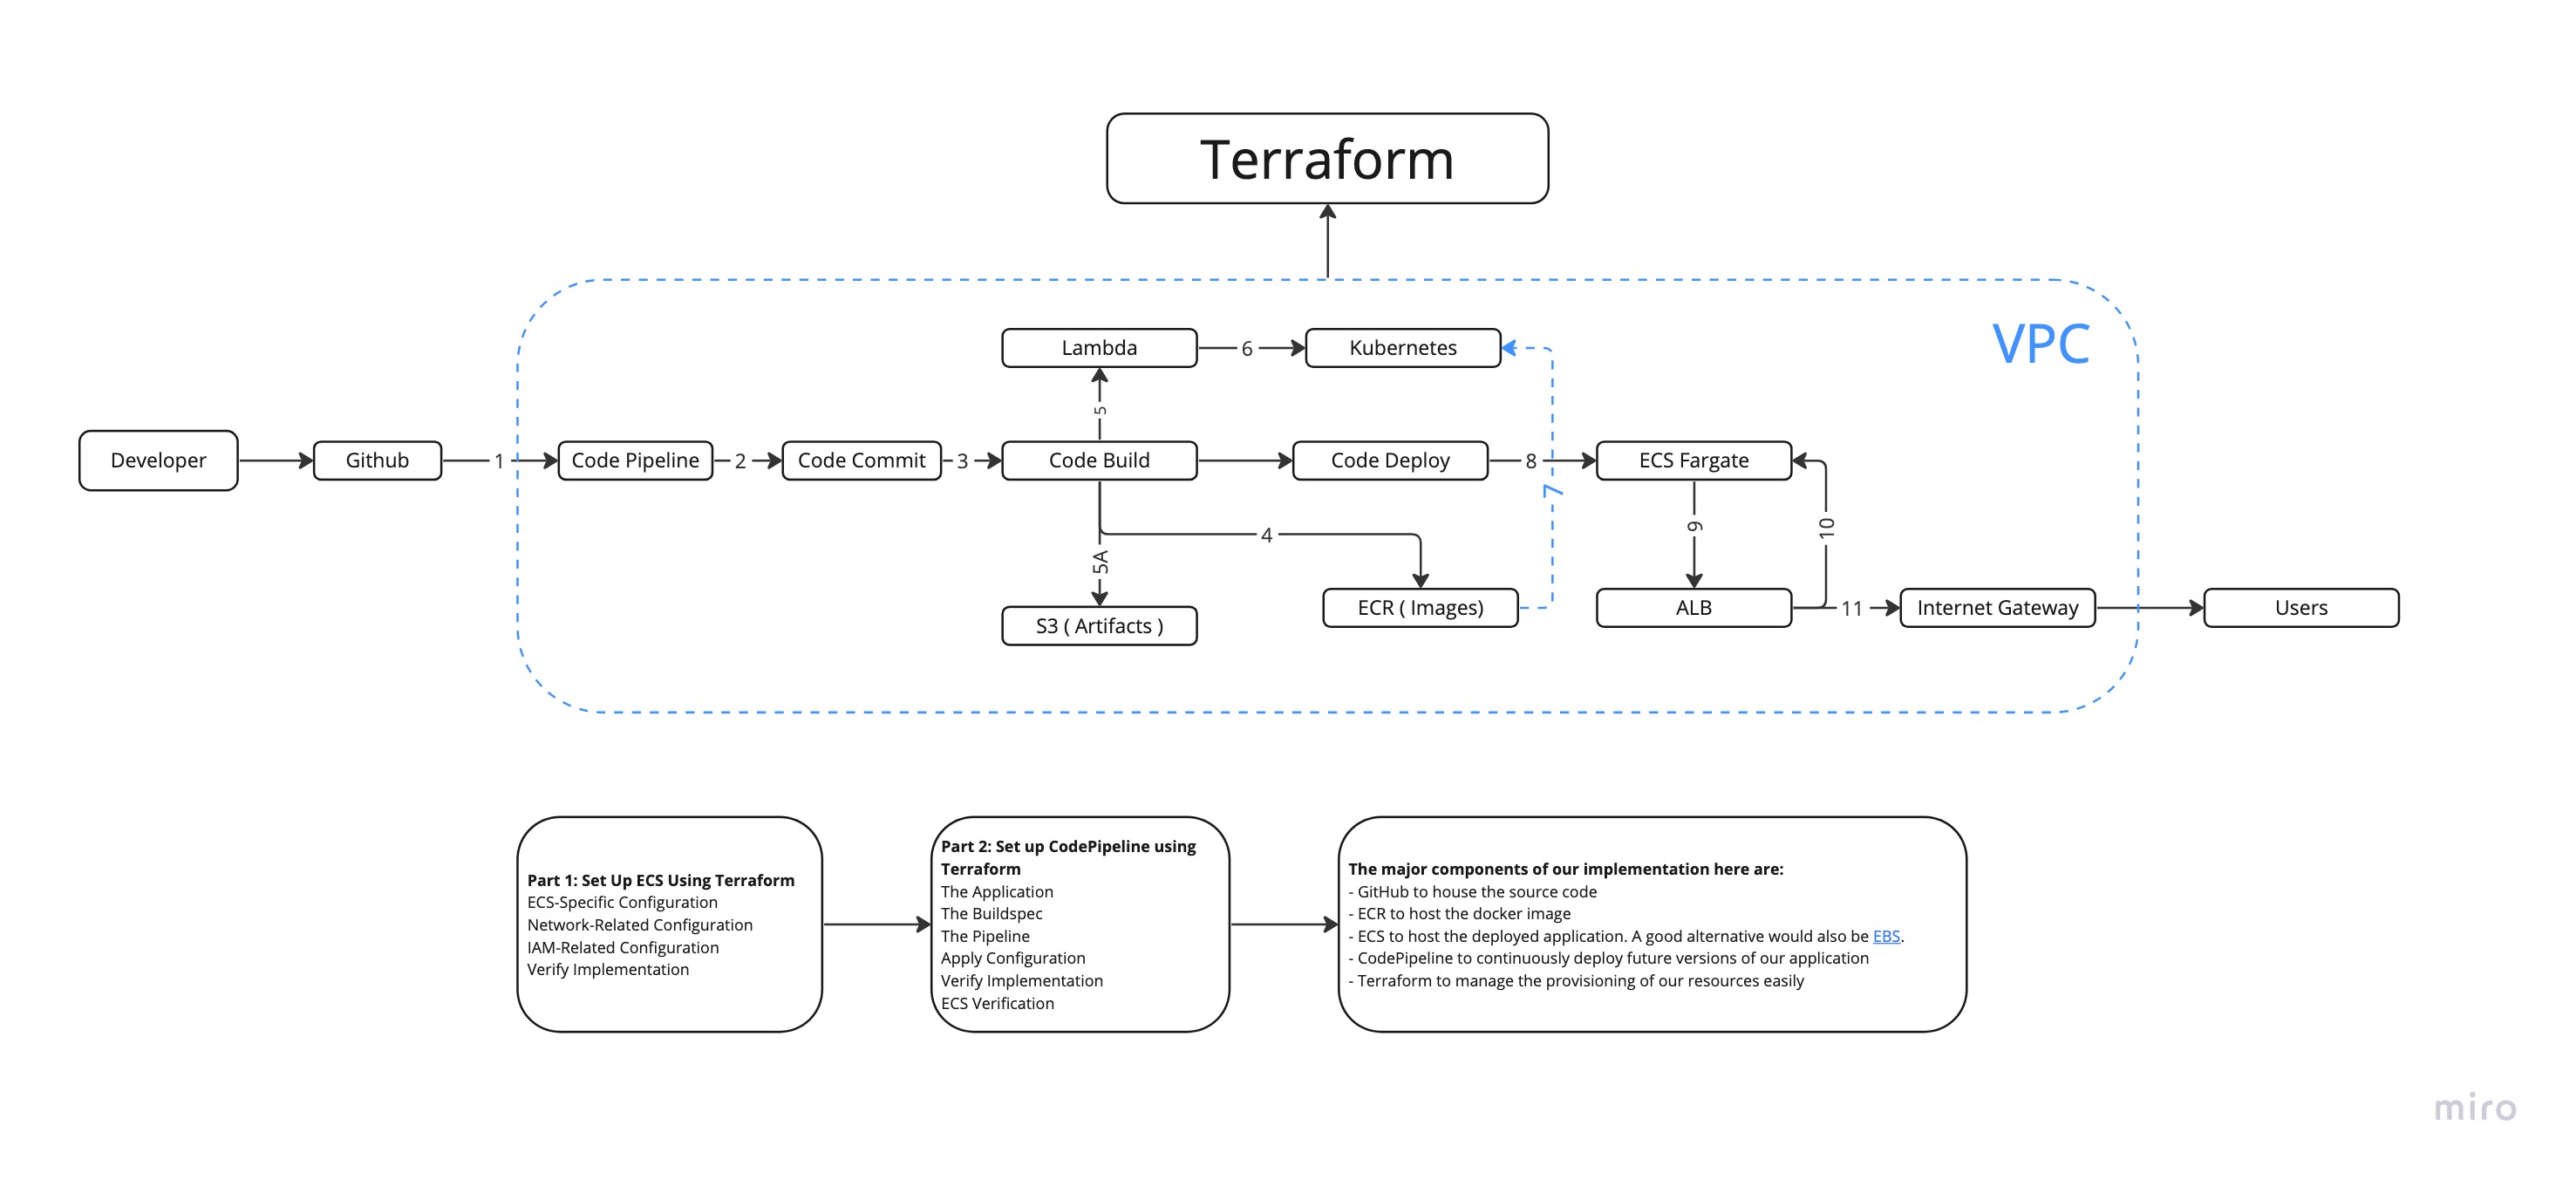 Terraform
VPC
Lambda
6
Kubernetes
5
7
Developer
Github
1
Code Pipeline
2
Code Commit
3
Code Build
Code Deploy
8
ECS Fargate
4
5A
9
10
S3 ( Artifacts )
ECR ( Images)
ALB
11
Internet Gateway
Users
Part 1: Set Up ECS Using Terraform
ECS-Specific Configuration
Network-Related Configuration
IAM-Related Configuration
Verify Implementation
Part 2: Set up CodePipeline using
Terraform
The Application
The Buildspec
The Pipeline
Apply Configuration
Verify Implementation
ECS Verification
The major components of our implementation here are:
- GitHub to house the source code
- ECR to host the docker image
- ECS to host the deployed application. A good alternative would also be EBS.
- CodePipeline to continuously deploy future versions of our application
- Terraform to manage the provisioning of our resources easily
miro